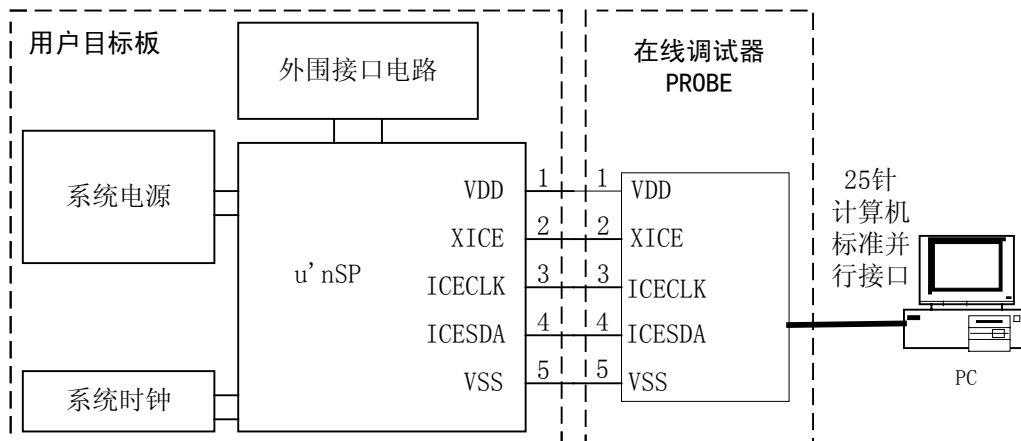 用户目标板
外围接口电路
系统电源
系统时钟
u'nSP
VDD 1
XICE 2
ICECLK 3
ICESDA 4
VSS 5
在线调试器
PROBE
1 VDD
2 XICE
3 ICECLK
4 ICESDA
5 VSS
25针
计算机
标准并
行接口
PC